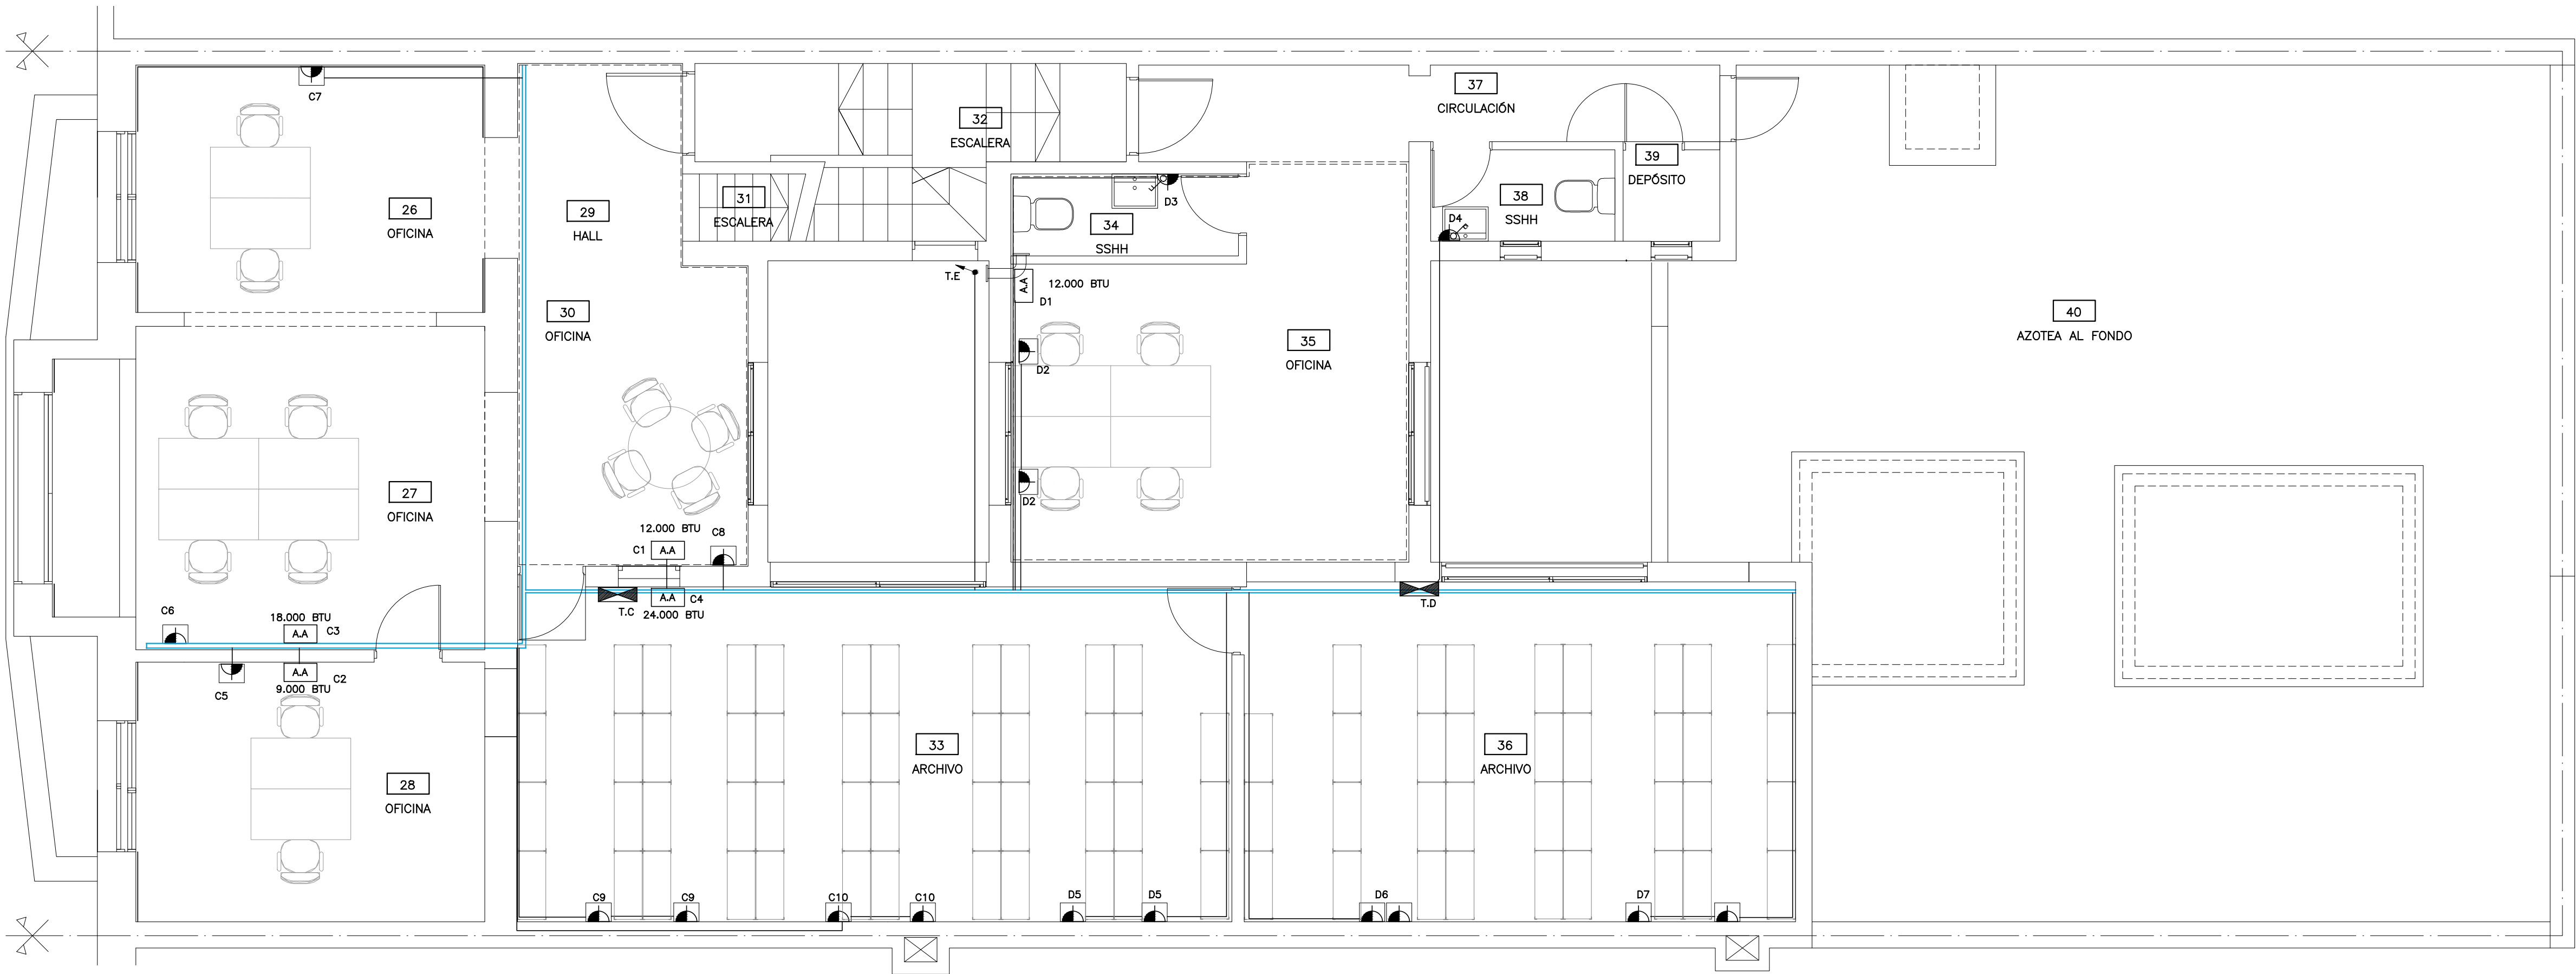 C7
37
CIRCULACIÓN
32
ESCALERA
39
DEPÓSITO
26
OFICINA
29
HALL
31
ESCALERA
D3
34
SSHH
38
SSHH
D4
T.E
A.A
12.000 BTU
D1
30
OFICINA
35
OFICINA
40
AZOTEA AL FONDO
D2
D2
27
OFICINA
12.000 BTU
C1
A.A
C8
A.A
C4
24.000 BTU
T.C
T.D
C6
18.000 BTU
A.A
C3
A.A
C2
9.000 BTU
C5
28
OFICINA
33
ARCHIVO
36
ARCHIVO
C9
C9
C10
C10
D5
D5
D6
D7